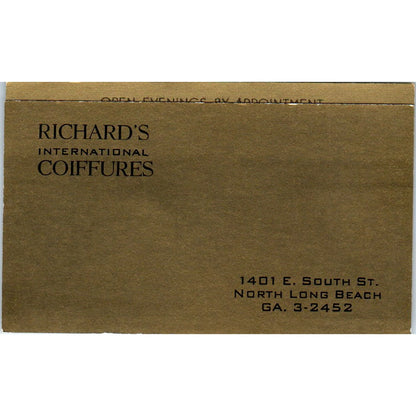 OPEN EVENINGS BY APPOINTMENT
RICHARD'S
INTERNATIONAL
COIFFURES
1401 E. SOUTH ST.
NORTH LONG BEACH
GA. 3-2452